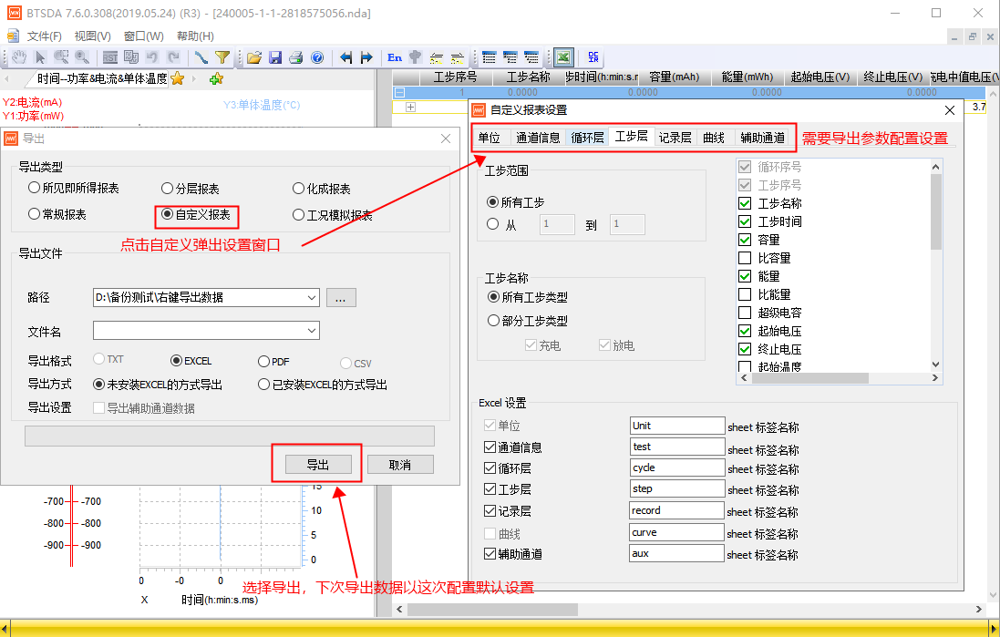 BTSDA 7.6.0.308(2019.05.24) (R3) - [240005-1-1-2818575056.nda]
文件(F) 视图(V) 窗口(W) 帮助(H)
En
时间--功率&电流&单体温度
Y2:电流(mA)
Y1:功率(mW)
Y3:单体温度(°C)
工步序号 工步名称 步时间(h:min:s.m 容量(mAh) 能量(mWh) 起始电压(V) 终止电压(V) 充电中值电压(V
1 0.0000 0.0000 0.0000 0.0000
3.7
导出
导出类型
所见即所得报表 分层报表 化成报表
常规报表 自定义报表 工况模拟报表
点击自定义弹出设置窗口
导出文件
路径 D:\备份测试\右键导出数据 ...
文件名
导出格式 TXT EXCEL PDF CSV
导出方式 未安装EXCEL的方式导出 已安装EXCEL的方式导出
导出设置 导出辅助通道数据
导出 取消
自定义报表设置
单位 通道信息 循环层 工步层 记录层 曲线 辅助通道
需要导出参数配置设置
工步范围
所有工步
从 1 到 1
工步名称
所有工步类型
部分工步类型
充电 放电
循环序号
工步序号
工步名称
工步时间
容量
比容量
能量
比能量
超级电容
起始电压
终止电压
起始温度
Excel 设置
单位 Unit sheet 标签名称
通道信息 test sheet 标签名称
循环层 cycle sheet 标签名称
工步层 step sheet 标签名称
记录层 record sheet 标签名称
曲线 curve sheet 标签名称
辅助通道 aux sheet 标签名称
-700 -700
-800 -800
-900 -900
15
10
5
0
0 -0 0
X 时间(h:min:s.ms)
选择导出，下次导出数据以这次配置默认设置